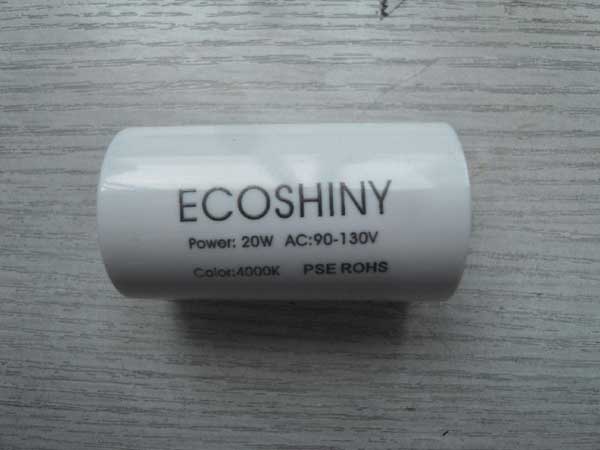 ECOSHINY
Power: 20W AC:90-130V
Color:4000K PSE ROHS